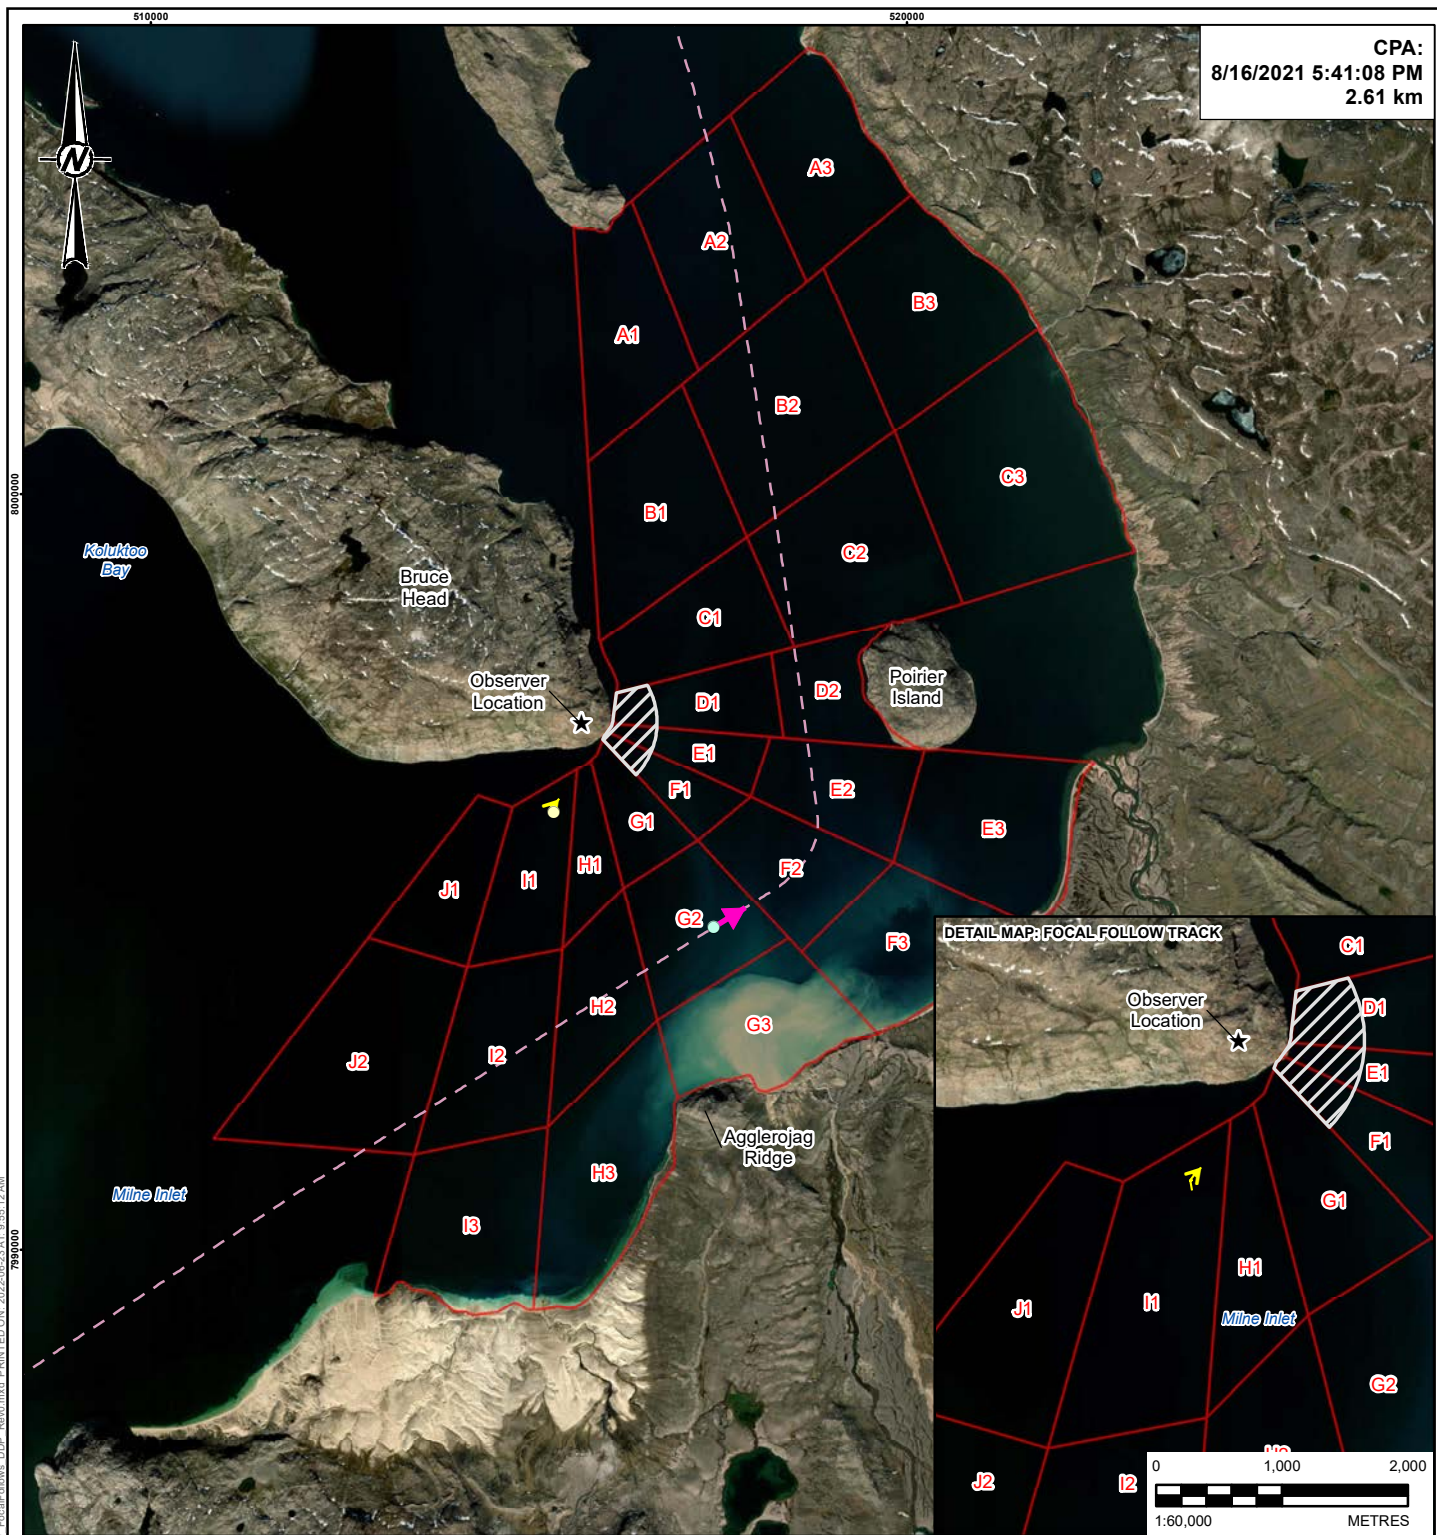 510000
520000
CPA:
8/16/2021 5:41:08 PM
2.61 km
N
A3
A2
A1
B3
B2
C3
8000000
B1
C2
Koluktoo
Bay
Bruce
Head
C1
Observer
Location
Poirier
Island
D1
D2
E1
E2
F1
G1
E3
H1
F2
J1
I1
G2
F3
H2
G3
I2
J2
Agglerojag
Ridge
H3
Milne Inlet
I3
7990000
DETAIL MAP: FOCAL FOLLOW TRACK
C1
Observer
Location
D1
E1
F1
G1
H1
J1
I1
Milne Inlet
G2
J2
I2
0
1,000
2,000
1:60,000
METRES